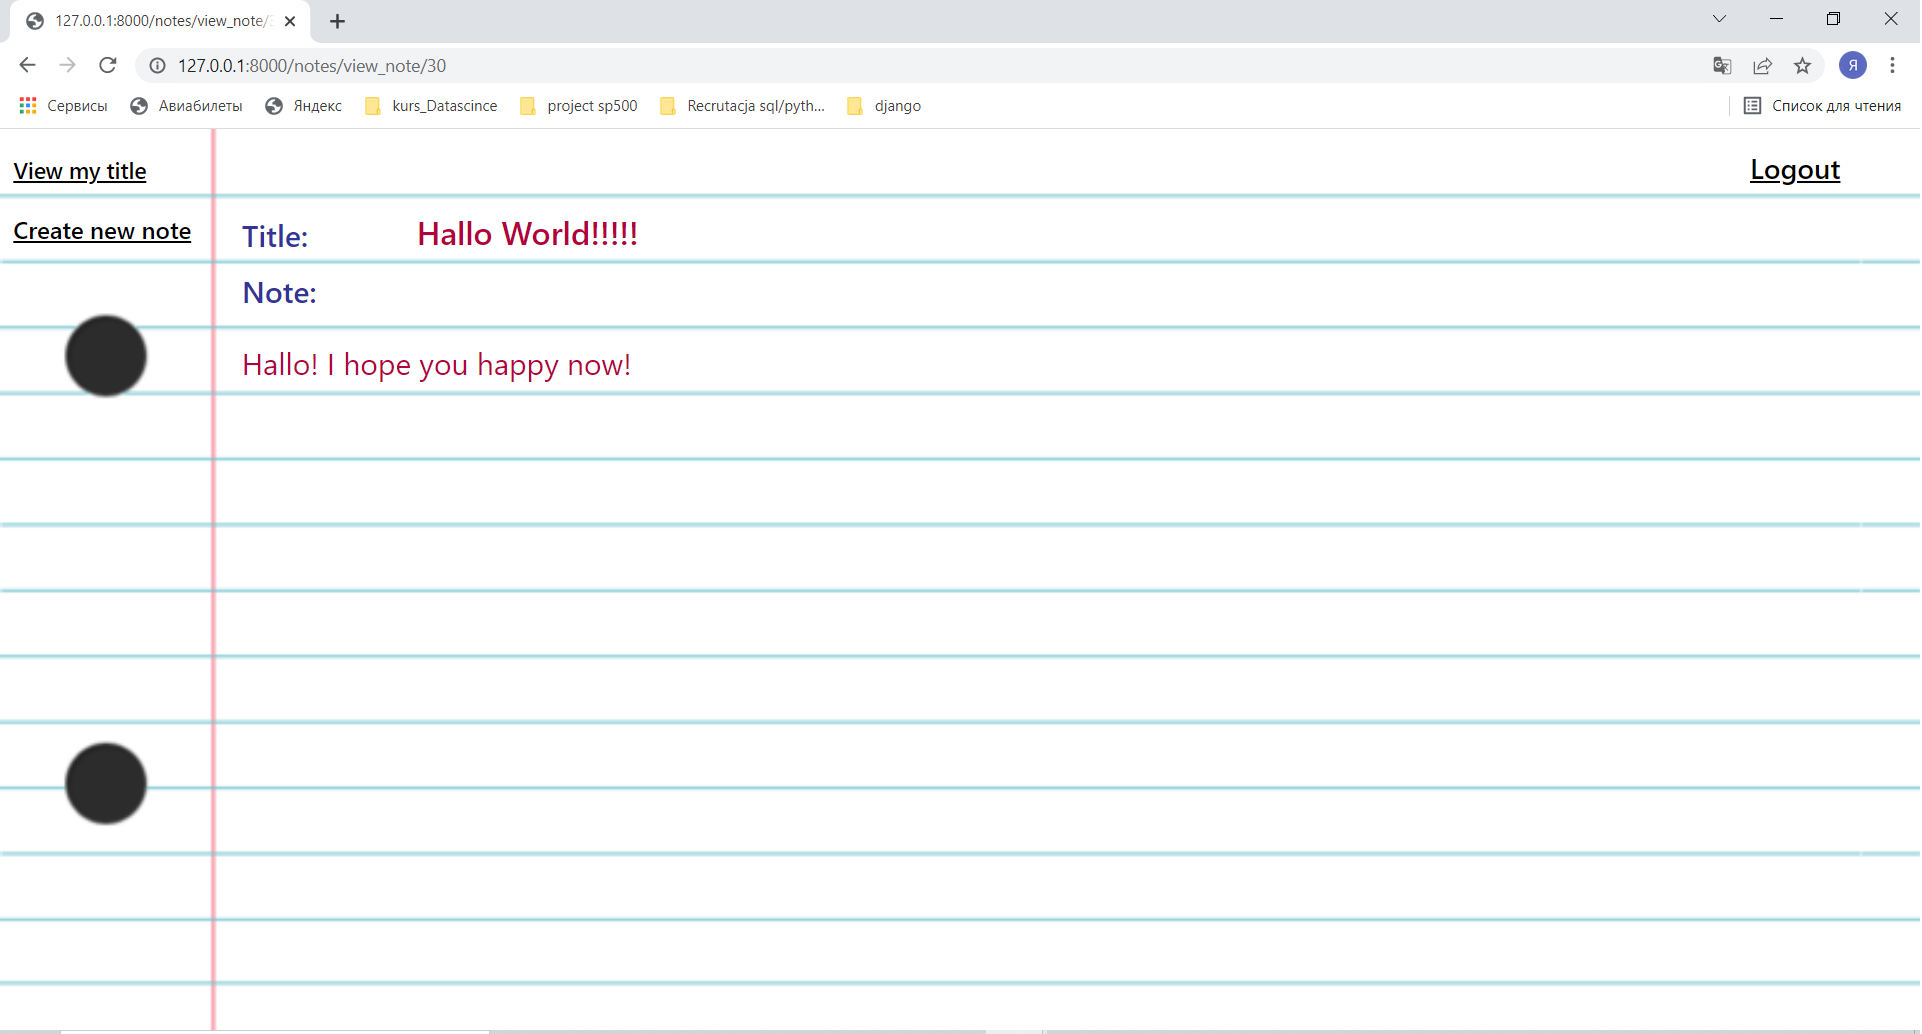 127.0.0.1:8000/notes/view_note/3
127.0.0.1:8000/notes/view_note/30
Я
Сервисы Авиабилеты Яндекс kurs_Datascince project sp500 Recrutacja sql/pyth... django Список для чтения
View my title
Logout
Create new note
Title: Hallo World!!!!!
Note:
Hallo! I hope you happy now!